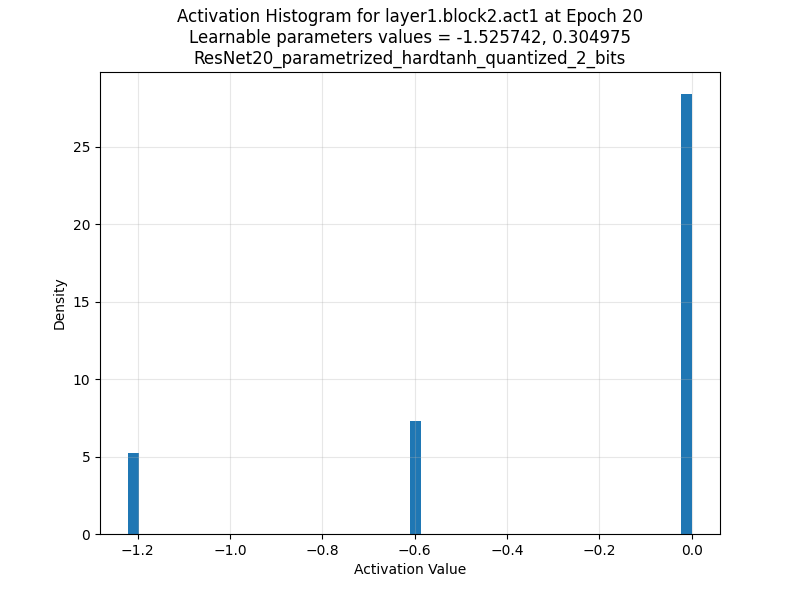 Activation Histogram for layer1.block2.act1 at Epoch 20
Learnable parameters values = -1.525742, 0.304975
ResNet20_parametrized_hardtanh_quantized_2_bits
25
20
15
10
5
0
Density
−1.2
−1.0
−0.8
−0.6
−0.4
−0.2
0.0
Activation Value